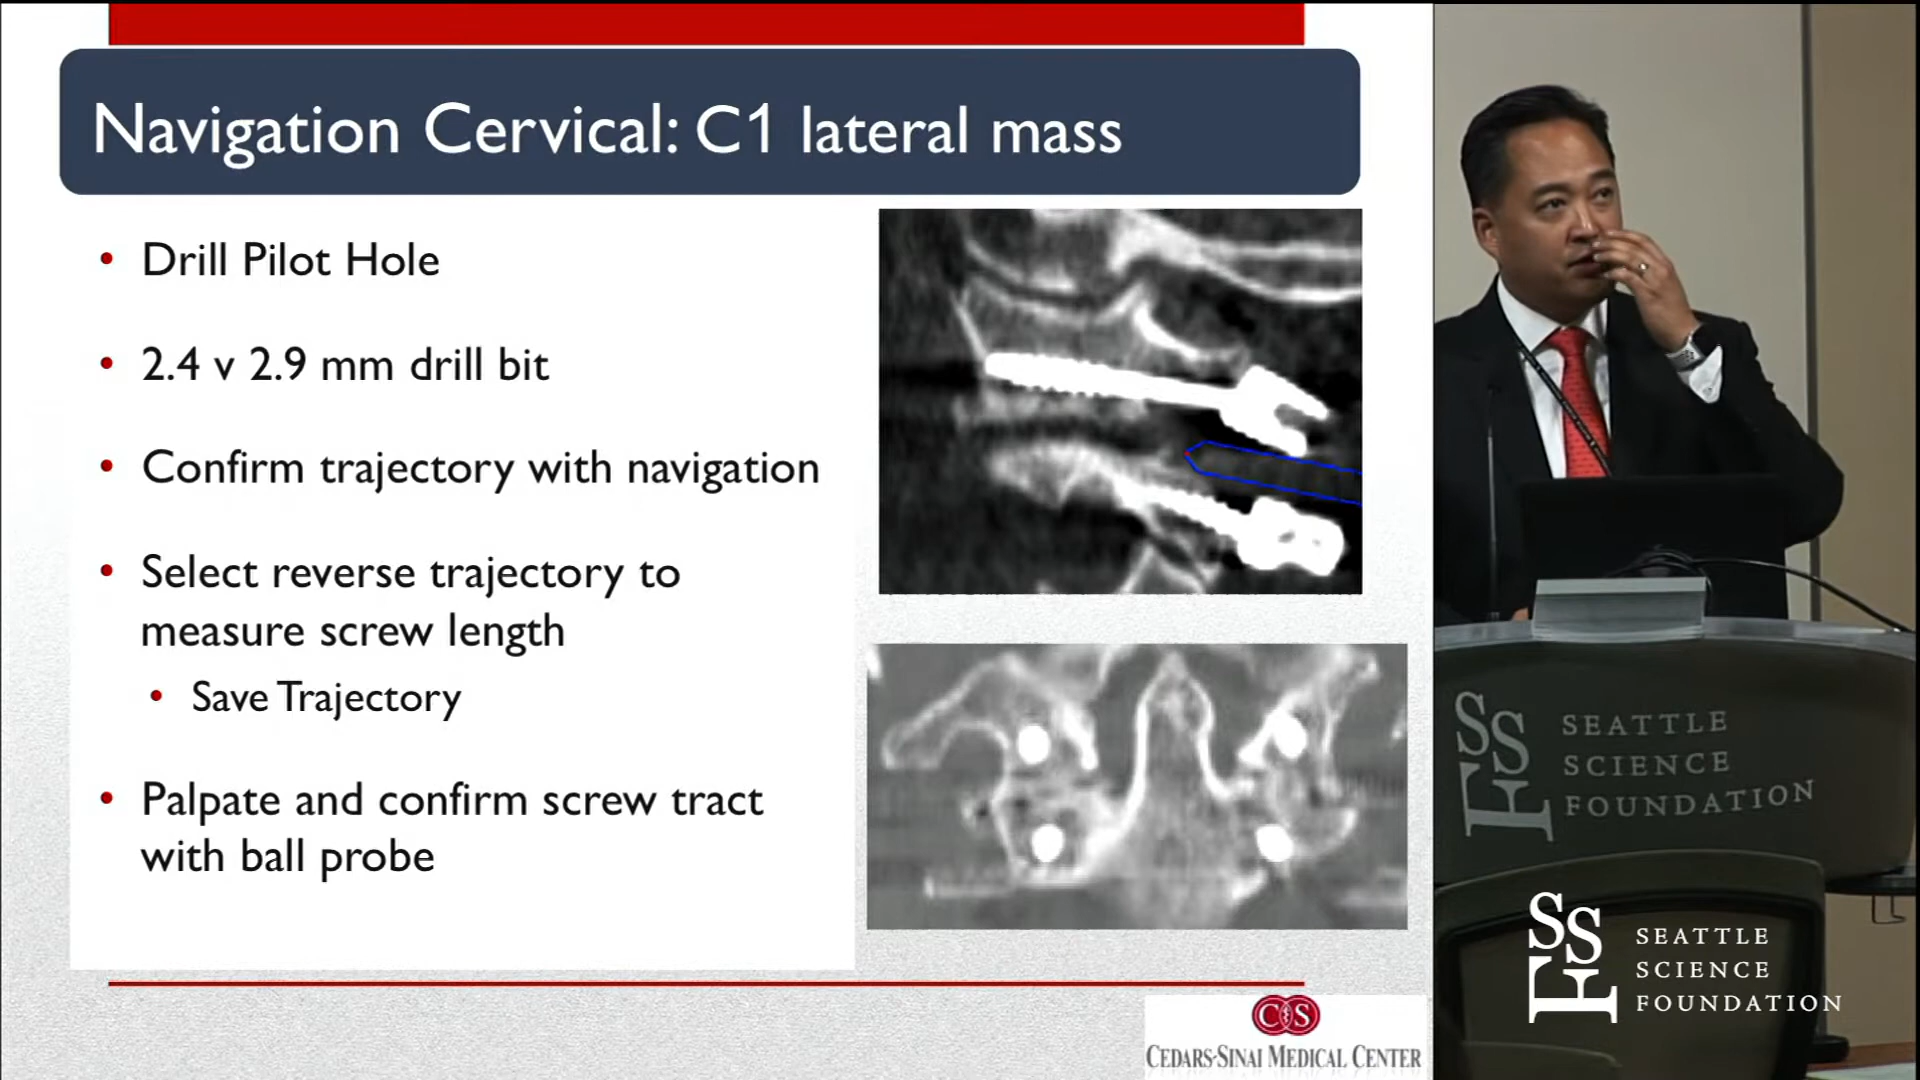 Navigation Cervical: C1 lateral mass
• Drill Pilot Hole
• 2.4 v 2.9 mm drill bit
• Confirm trajectory with navigation
• Select reverse trajectory to
measure screw length
• Save Trajectory
• Palpate and confirm screw tract
with ball probe
CS
CEDARS-SINAI MEDICAL CENTER
SSF
SEATTLE
SCIENCE
FOUNDATION
SSF
SEATTLE
SCIENCE
FOUNDATION